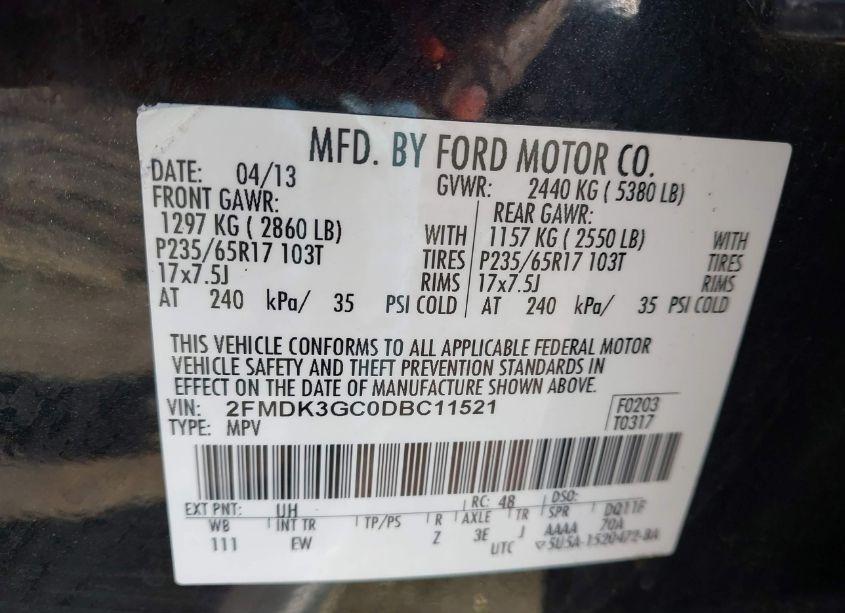 MFD. BY FORD MOTOR CO.
DATE: 04/13 GVWR: 2440 KG ( 5380 LB)
FRONT GAWR: REAR GAWR:
1297 KG ( 2860 LB) WITH 1157 KG ( 2550 LB) WITH
P235/65R17 103T TIRES P235/65R17 103T TIRES
17x7.5J RIMS 17x7.5J RIMS
AT 240 kPa/ 35 PSI COLD AT 240 kPa/ 35 PSI COLD
THIS VEHICLE CONFORMS TO ALL APPLICABLE FEDERAL MOTOR
VEHICLE SAFETY AND THEFT PREVENTION STANDARDS IN
EFFECT ON THE DATE OF MANUFACTURE SHOWN ABOVE.
VIN: 2FMDK3GC0DBC11521 F0203
TYPE: MPV T0317
EXT PNT: UH RC: 48 DSO:
WB INT TR TP/PS R AXLE TR SPR DQ11F
111 EW Z 3E J AAAA 70A
UTC 5U5A-1520472-BA